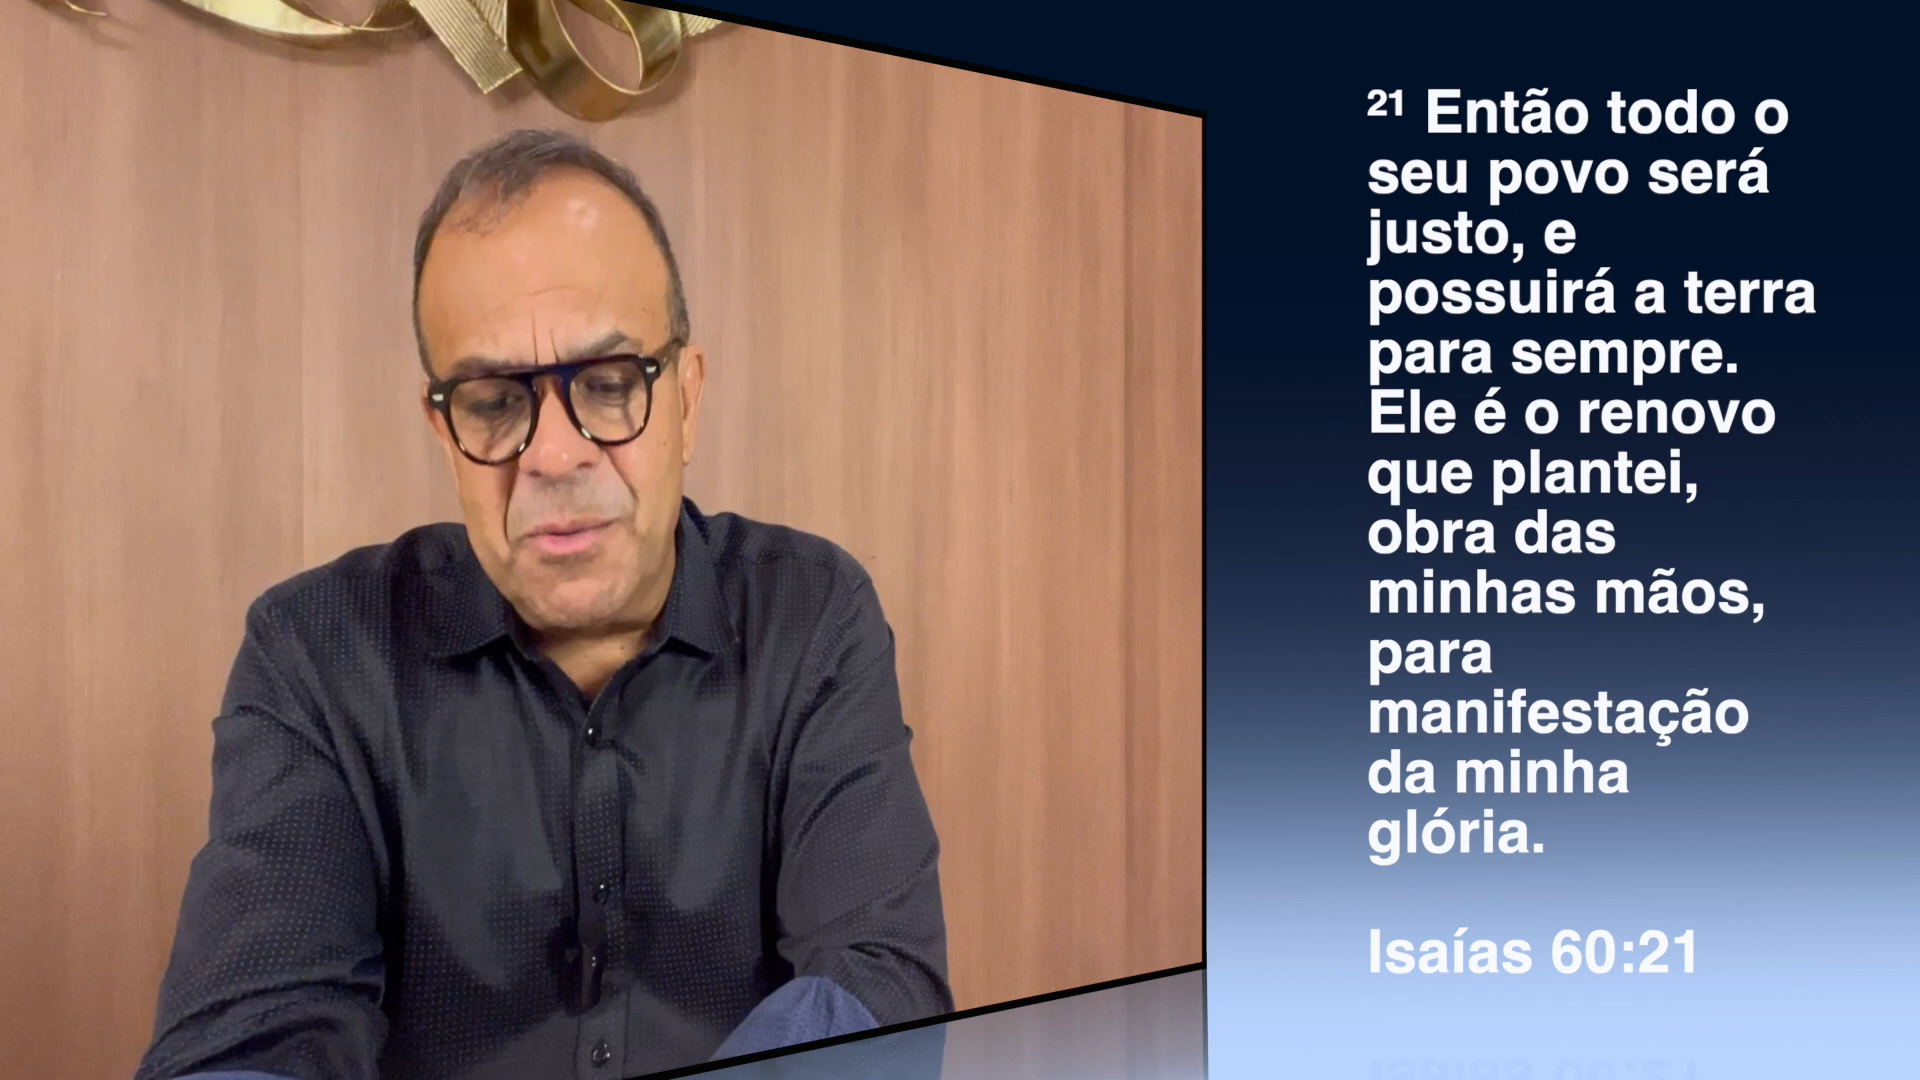 ²¹ Então todo o
seu povo será
justo, e
possuirá a terra
para sempre.
Ele é o renovo
que plantei,
obra das
minhas mãos,
para
manifestação
da minha
glória.
Isaías 60:21